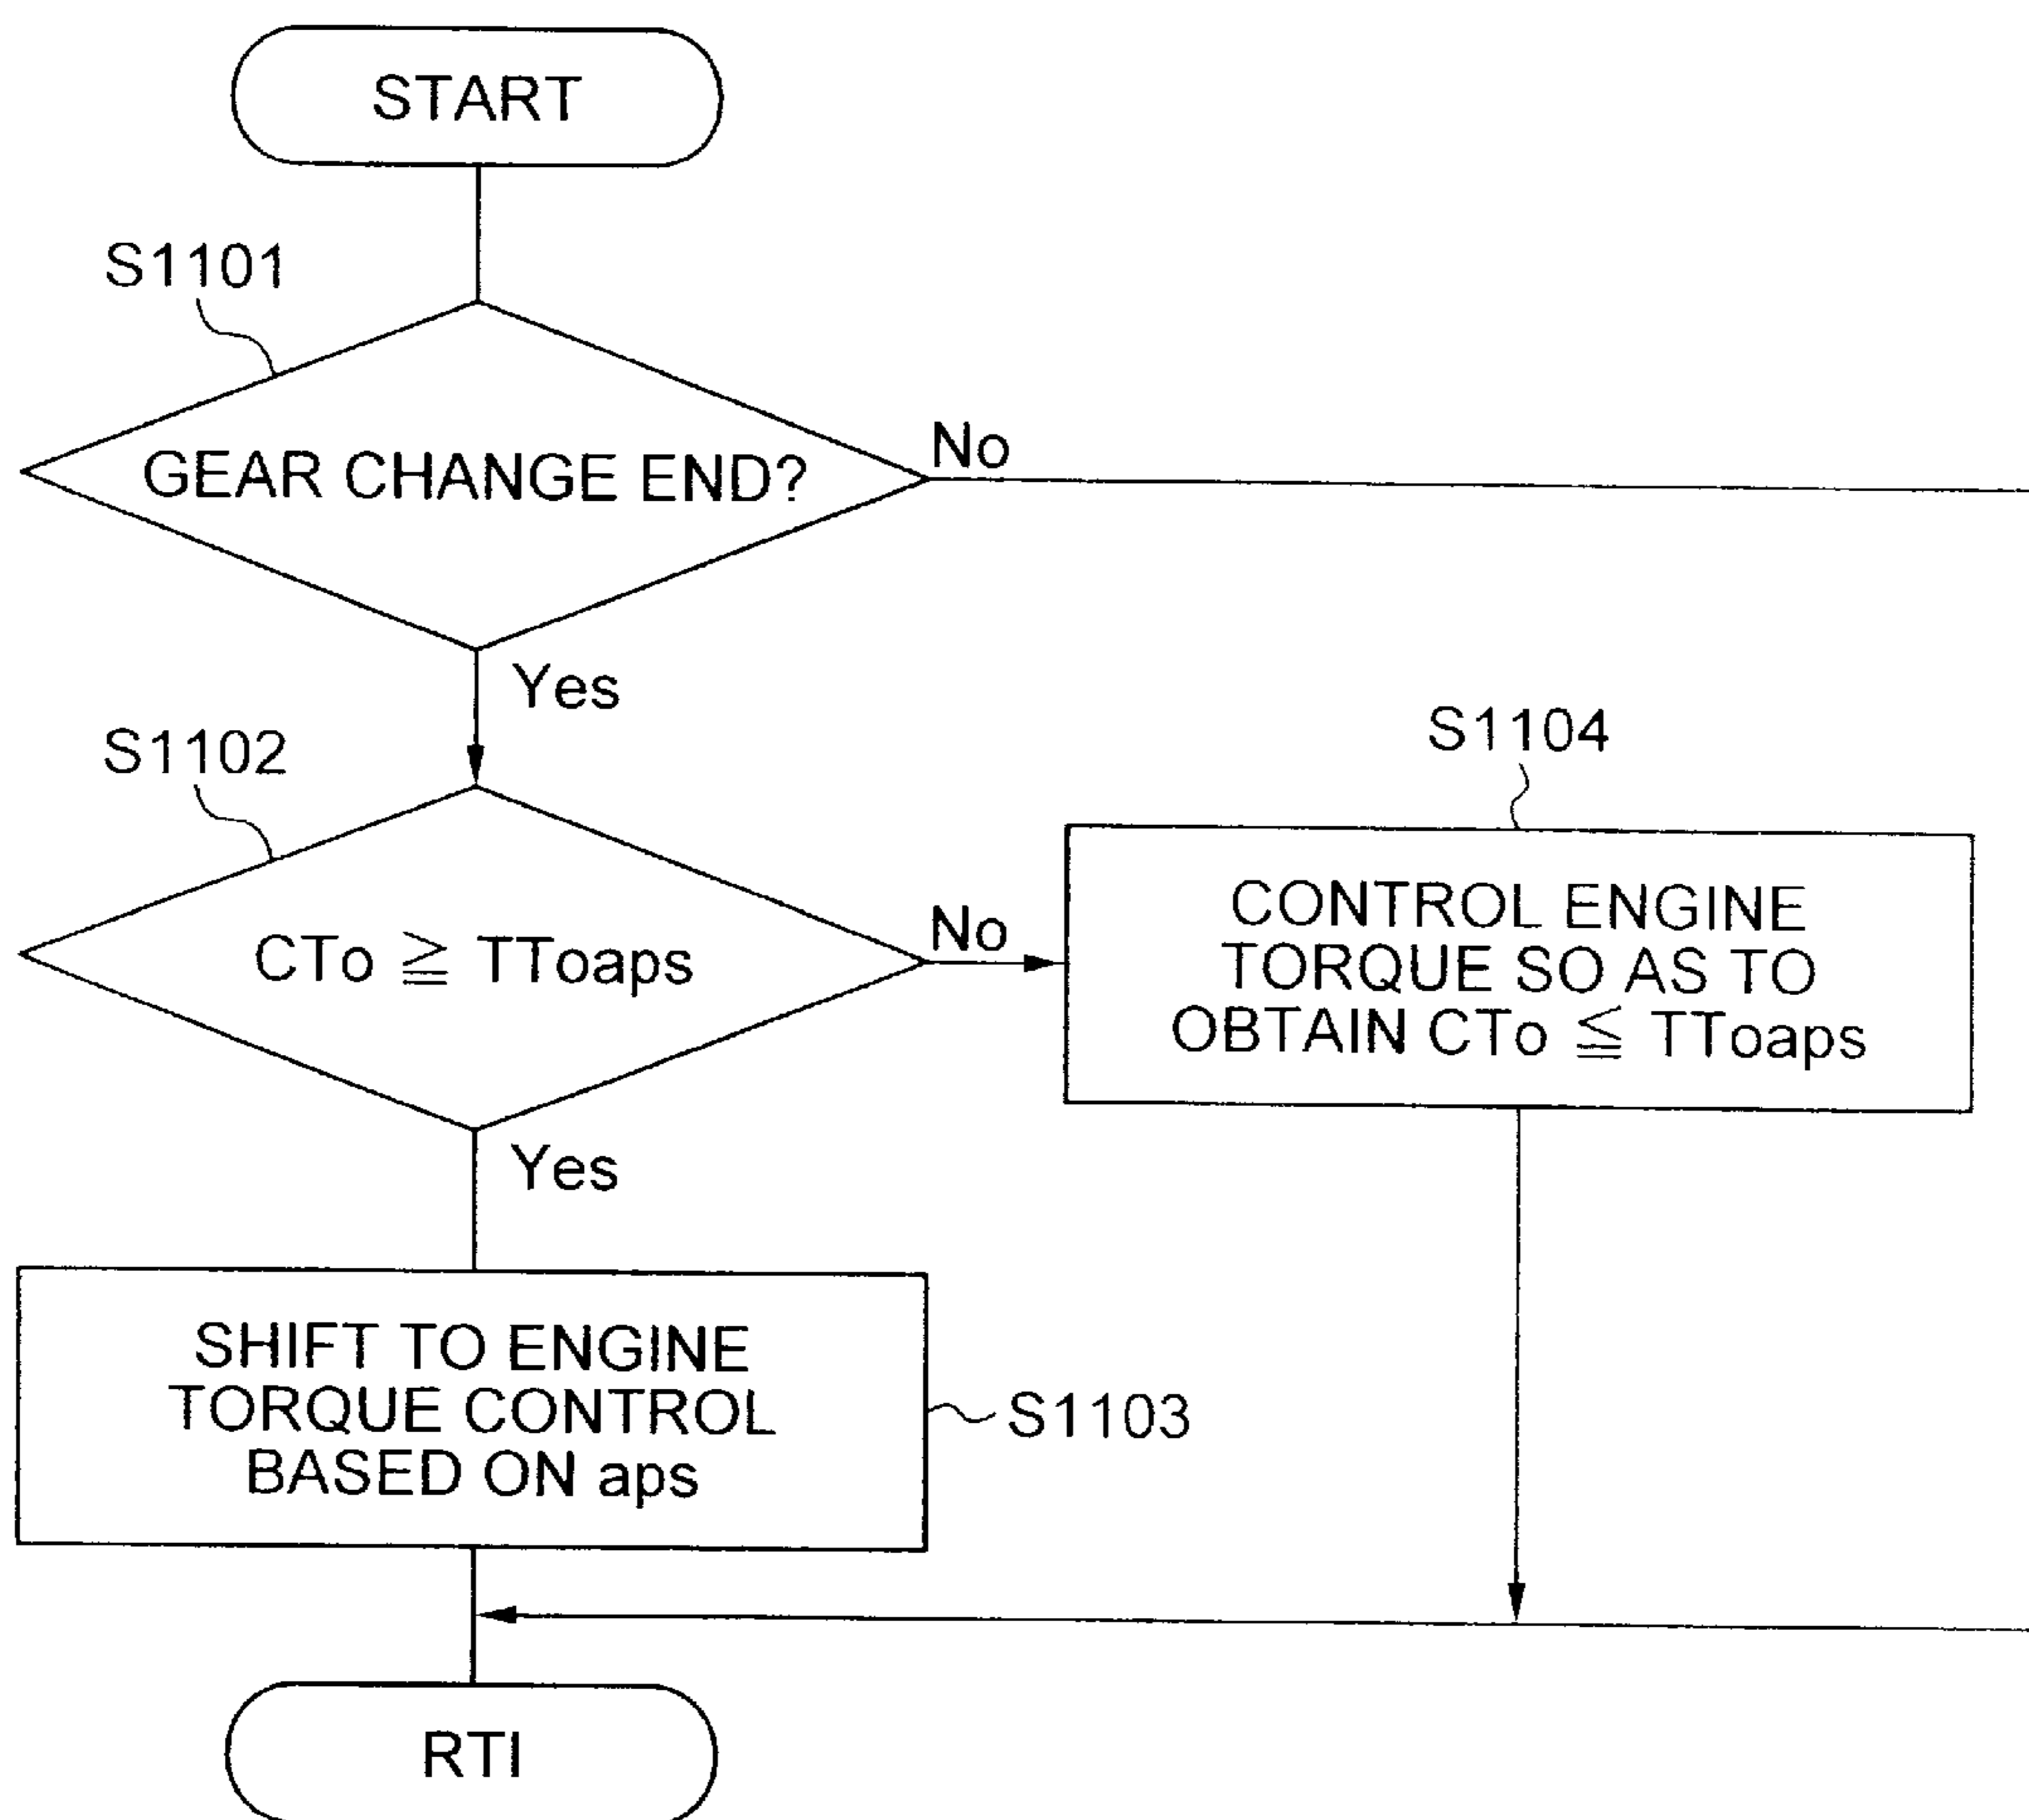 START
S1101
GEAR CHANGE END?
No
Yes
S1102
CTo ≧ TToaps
No
S1104
CONTROL ENGINE
TORQUE SO AS TO
OBTAIN CTo ≦ TToaps
Yes
SHIFT TO ENGINE
TORQUE CONTROL
BASED ON aps
S1103
RTI